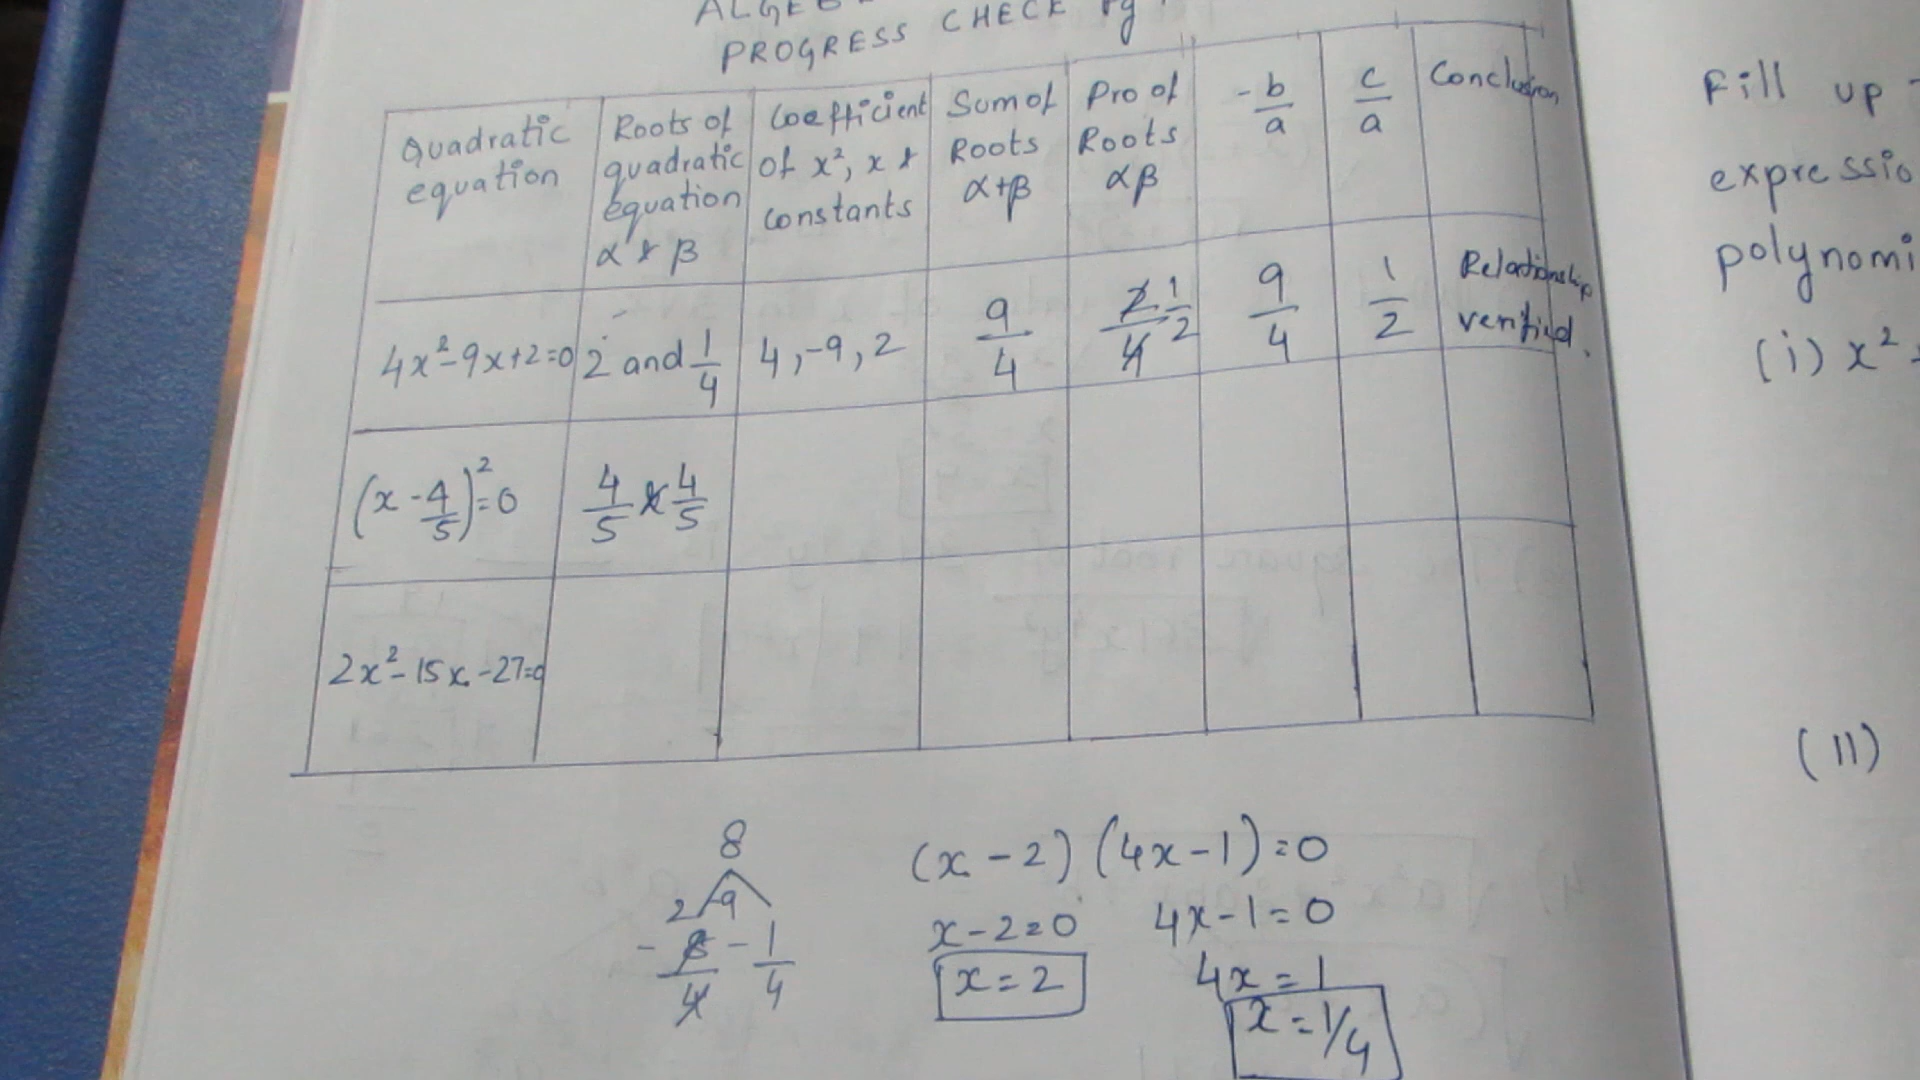 PROGRESS CHECK Pg
Quadratic equation
Roots of quadratic equation α & β
Coefficient of x², x & constants
Sum of Roots α+β
Pro of Roots αβ
-b/a
c/a
Conclusion
4x²-9x+2=0
2 and 1/4
4, -9, 2
9/4
2/4 1/2
9/4
1/2
Relationship verified.
(x - 4/5)² = 0
4/5 & 4/5
2x² - 15x - 27=0
8
2 9
- 8/4 - 1/4
(x - 2) (4x - 1) = 0
x - 2 = 0 4x - 1 = 0
x = 2 4x = 1
x = 1/4
Fill up
(i) x²
(II)